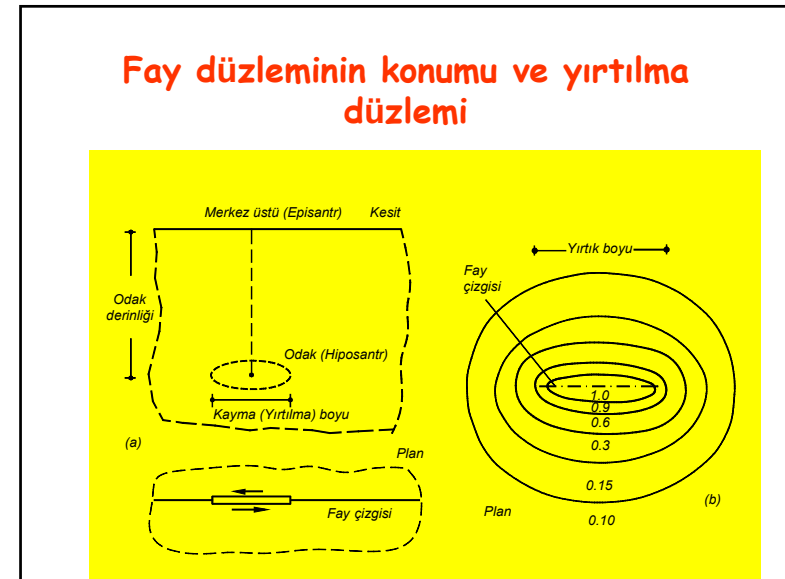 Fay düzleminin konumu ve yırtılma
düzlemi
Merkez üstü (Episantr)
Kesit
Odak
derinliği
Odak (Hiposantr)
Kayma (Yırtılma) boyu
(a)
Plan
Fay çizgisi
Yırtık boyu
Fay
çizgisi
1.0
0.9
0.6
0.3
0.15
0.10
Plan
(b)